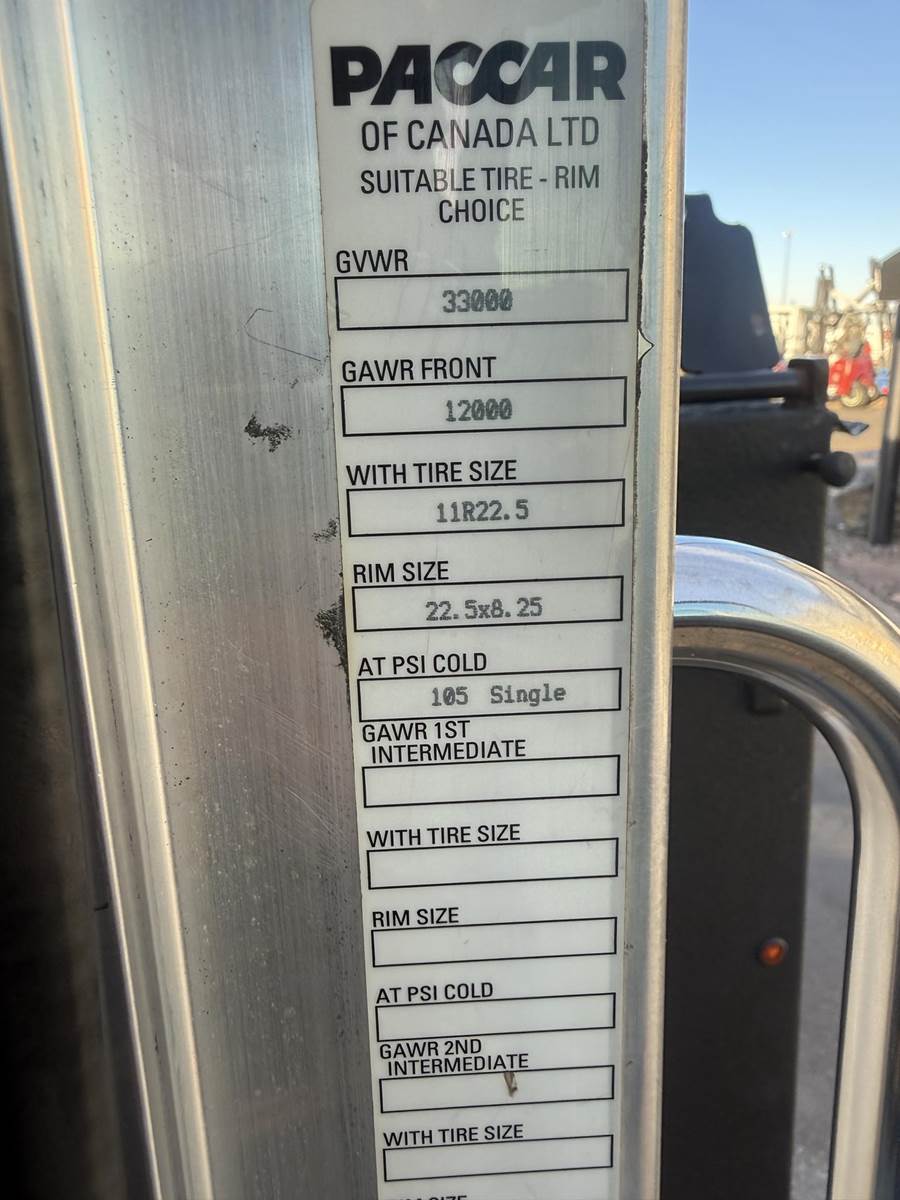 PACCAR
OF CANADA LTD
SUITABLE TIRE - RIM
CHOICE
GVWR
33000
GAWR FRONT
12000
WITH TIRE SIZE
11R22.5
RIM SIZE
22.5x8.25
AT PSI COLD
105 Single
GAWR 1ST
INTERMEDIATE
WITH TIRE SIZE
RIM SIZE
AT PSI COLD
GAWR 2ND
INTERMEDIATE
WITH TIRE SIZE
RIM SIZE